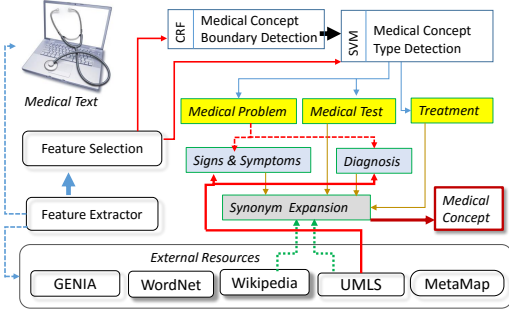 CRF
Medical Concept
Boundary Detection
SVM
Medical Concept
Type Detection
Medical Text
Medical Problem
Medical Test
Treatment
Feature Selection
Signs & Symptoms
Diagnosis
Feature Extractor
Synonym Expansion
Medical
Concept
External Resources
GENIA
WordNet
Wikipedia
UMLS
MetaMap